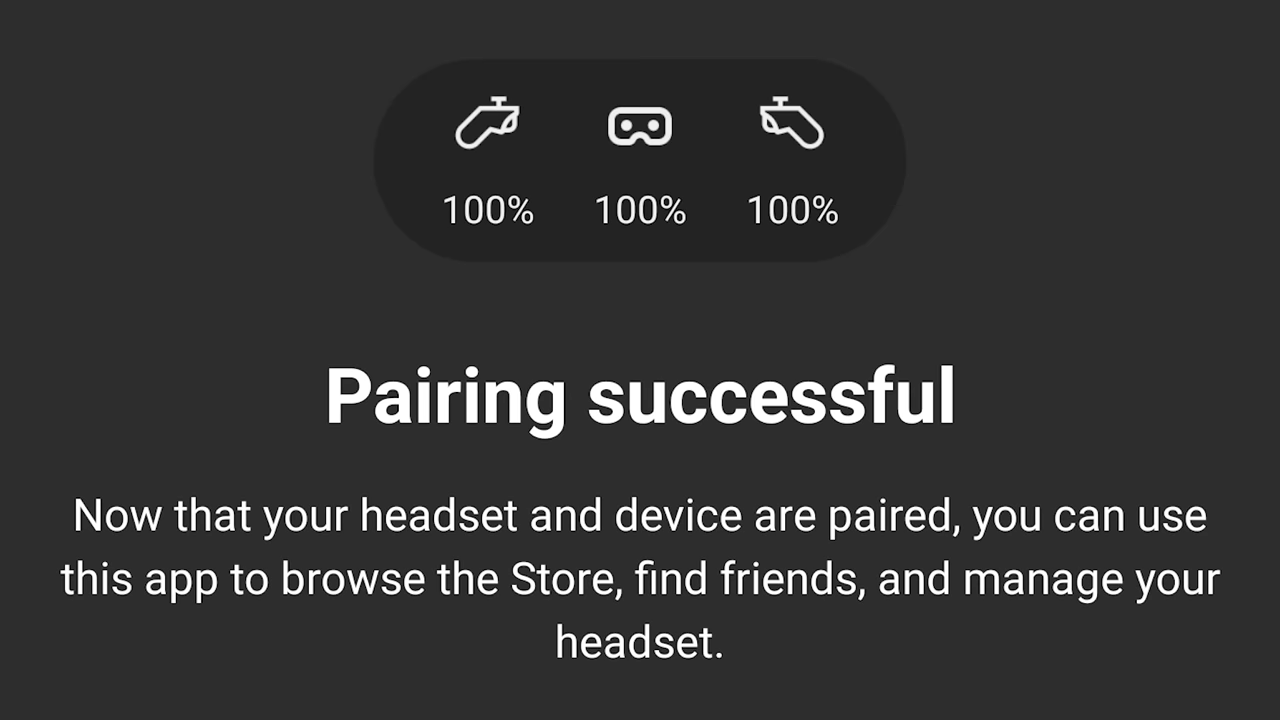 100% 100% 100%
Pairing successful
Now that your headset and device are paired, you can use
this app to browse the Store, find friends, and manage your
headset.